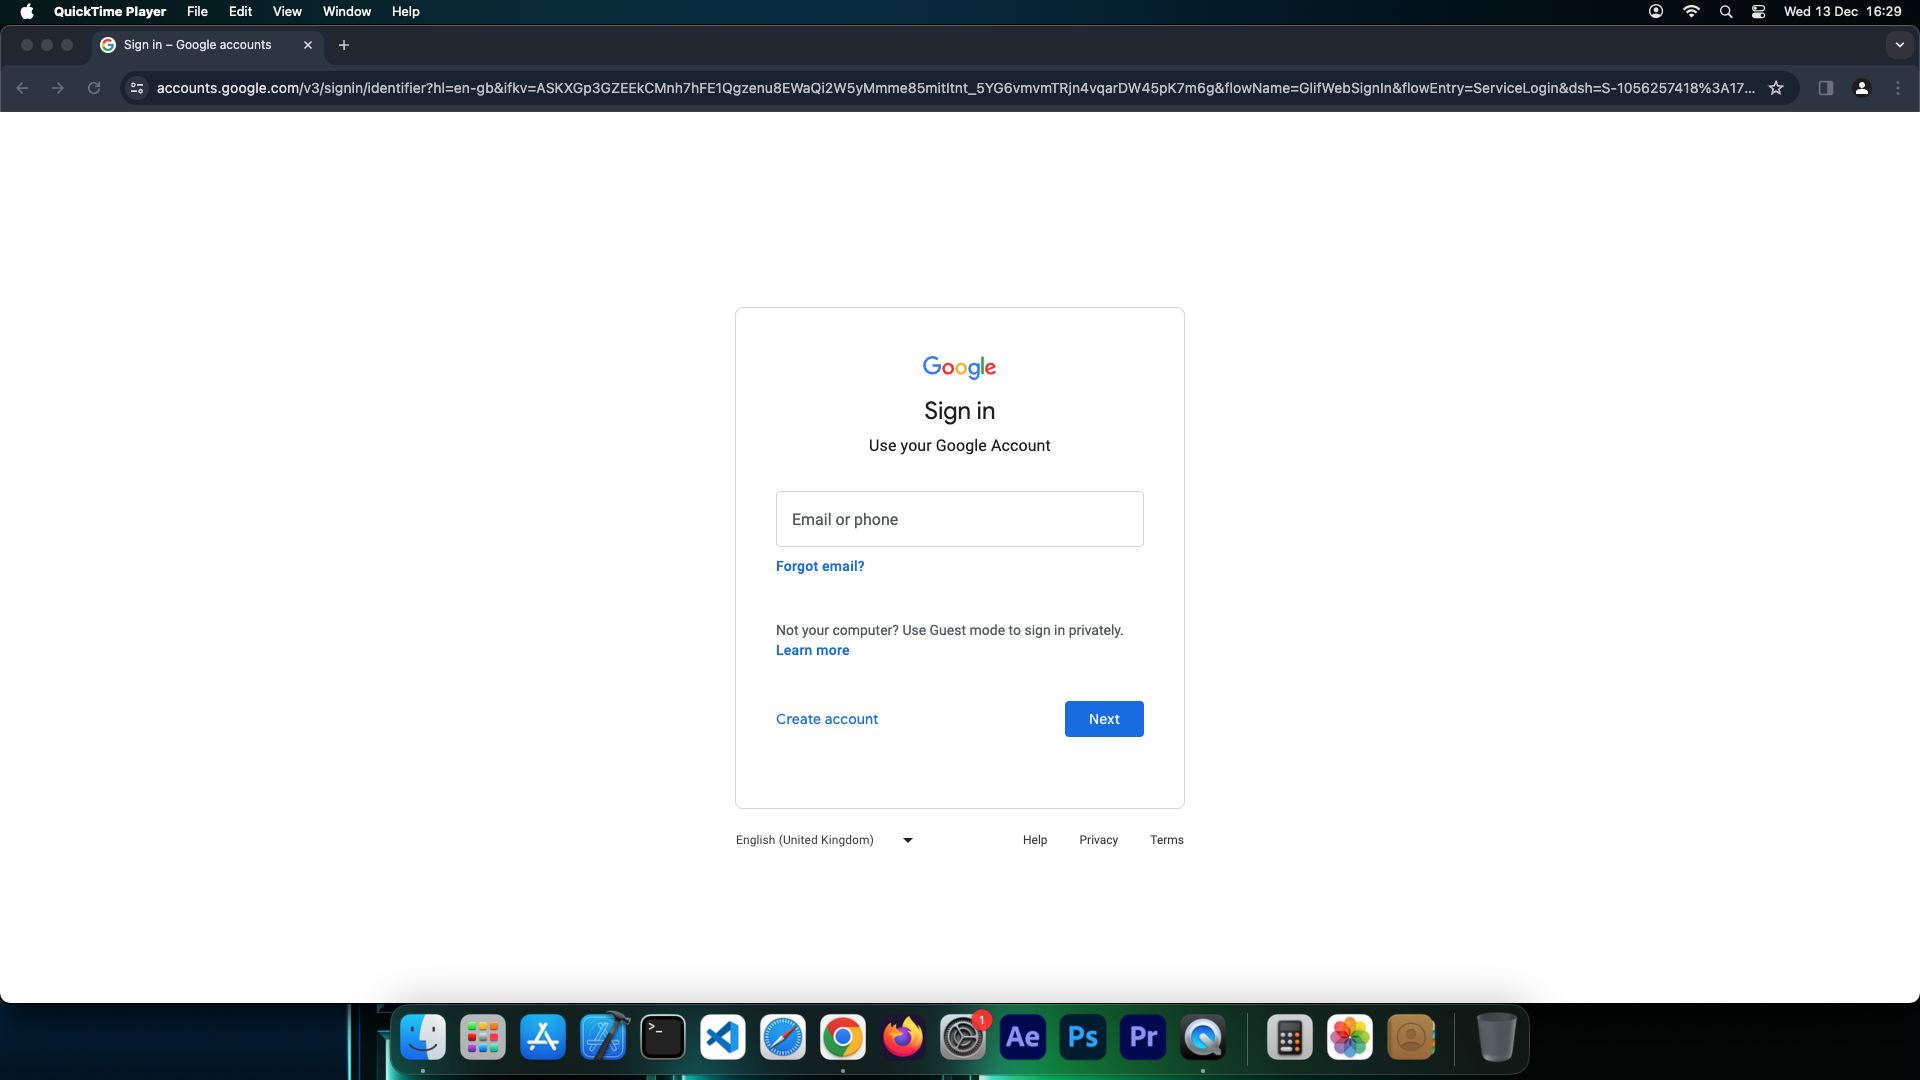 QuickTime Player File Edit View Window Help Wed 13 Dec 16:29
Sign in – Google accounts
accounts.google.com/v3/signin/identifier?hl=en-gb&ifkv=ASKXGp3GZEEkCMnh7hFE1Qgzenu8EWaQi2W5yMmme85mitItnt_5YG6vmvmTRjn4vqarDW45pK7m6g&flowName=GlifWebSignIn&flowEntry=ServiceLogin&dsh=S-1056257418%3A17...
Google
Sign in
Use your Google Account
Email or phone
Forgot email?
Not your computer? Use Guest mode to sign in privately.
Learn more
Create account Next
English (United Kingdom) Help Privacy Terms
>_ 1 Ae Ps Pr